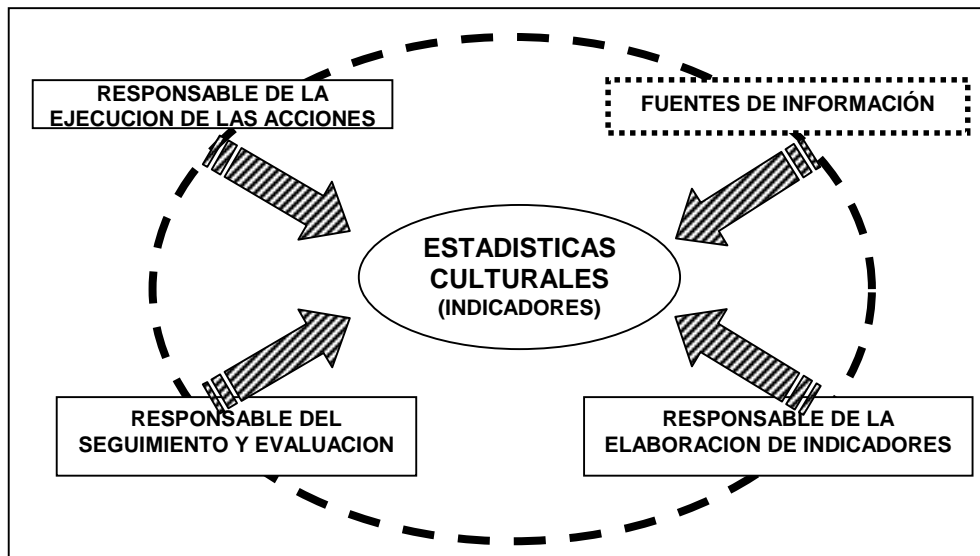 RESPONSABLE DE LA
EJECUCION DE LAS ACCIONES
FUENTES DE INFORMACIÓN
ESTADISTICAS
CULTURALES
(INDICADORES)
RESPONSABLE DEL
SEGUIMIENTO Y EVALUACION
RESPONSABLE DE LA
ELABORACION DE INDICADORES